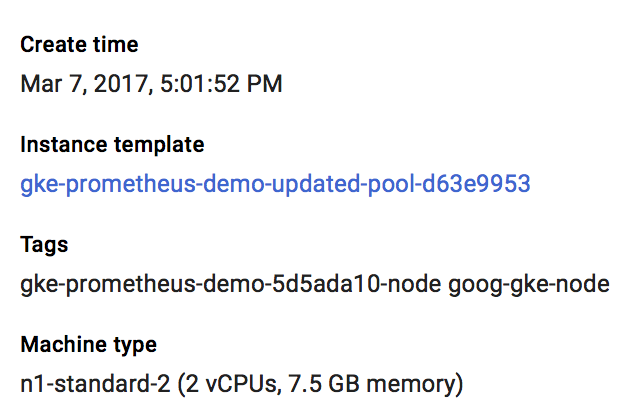 Create time
Mar 7, 2017, 5:01:52 PM
Instance template
gke-prometheus-demo-updated-pool-d63e9953
Tags
gke-prometheus-demo-5d5ada10-node goog-gke-node
Machine type
n1-standard-2 (2 vCPUs, 7.5 GB memory)